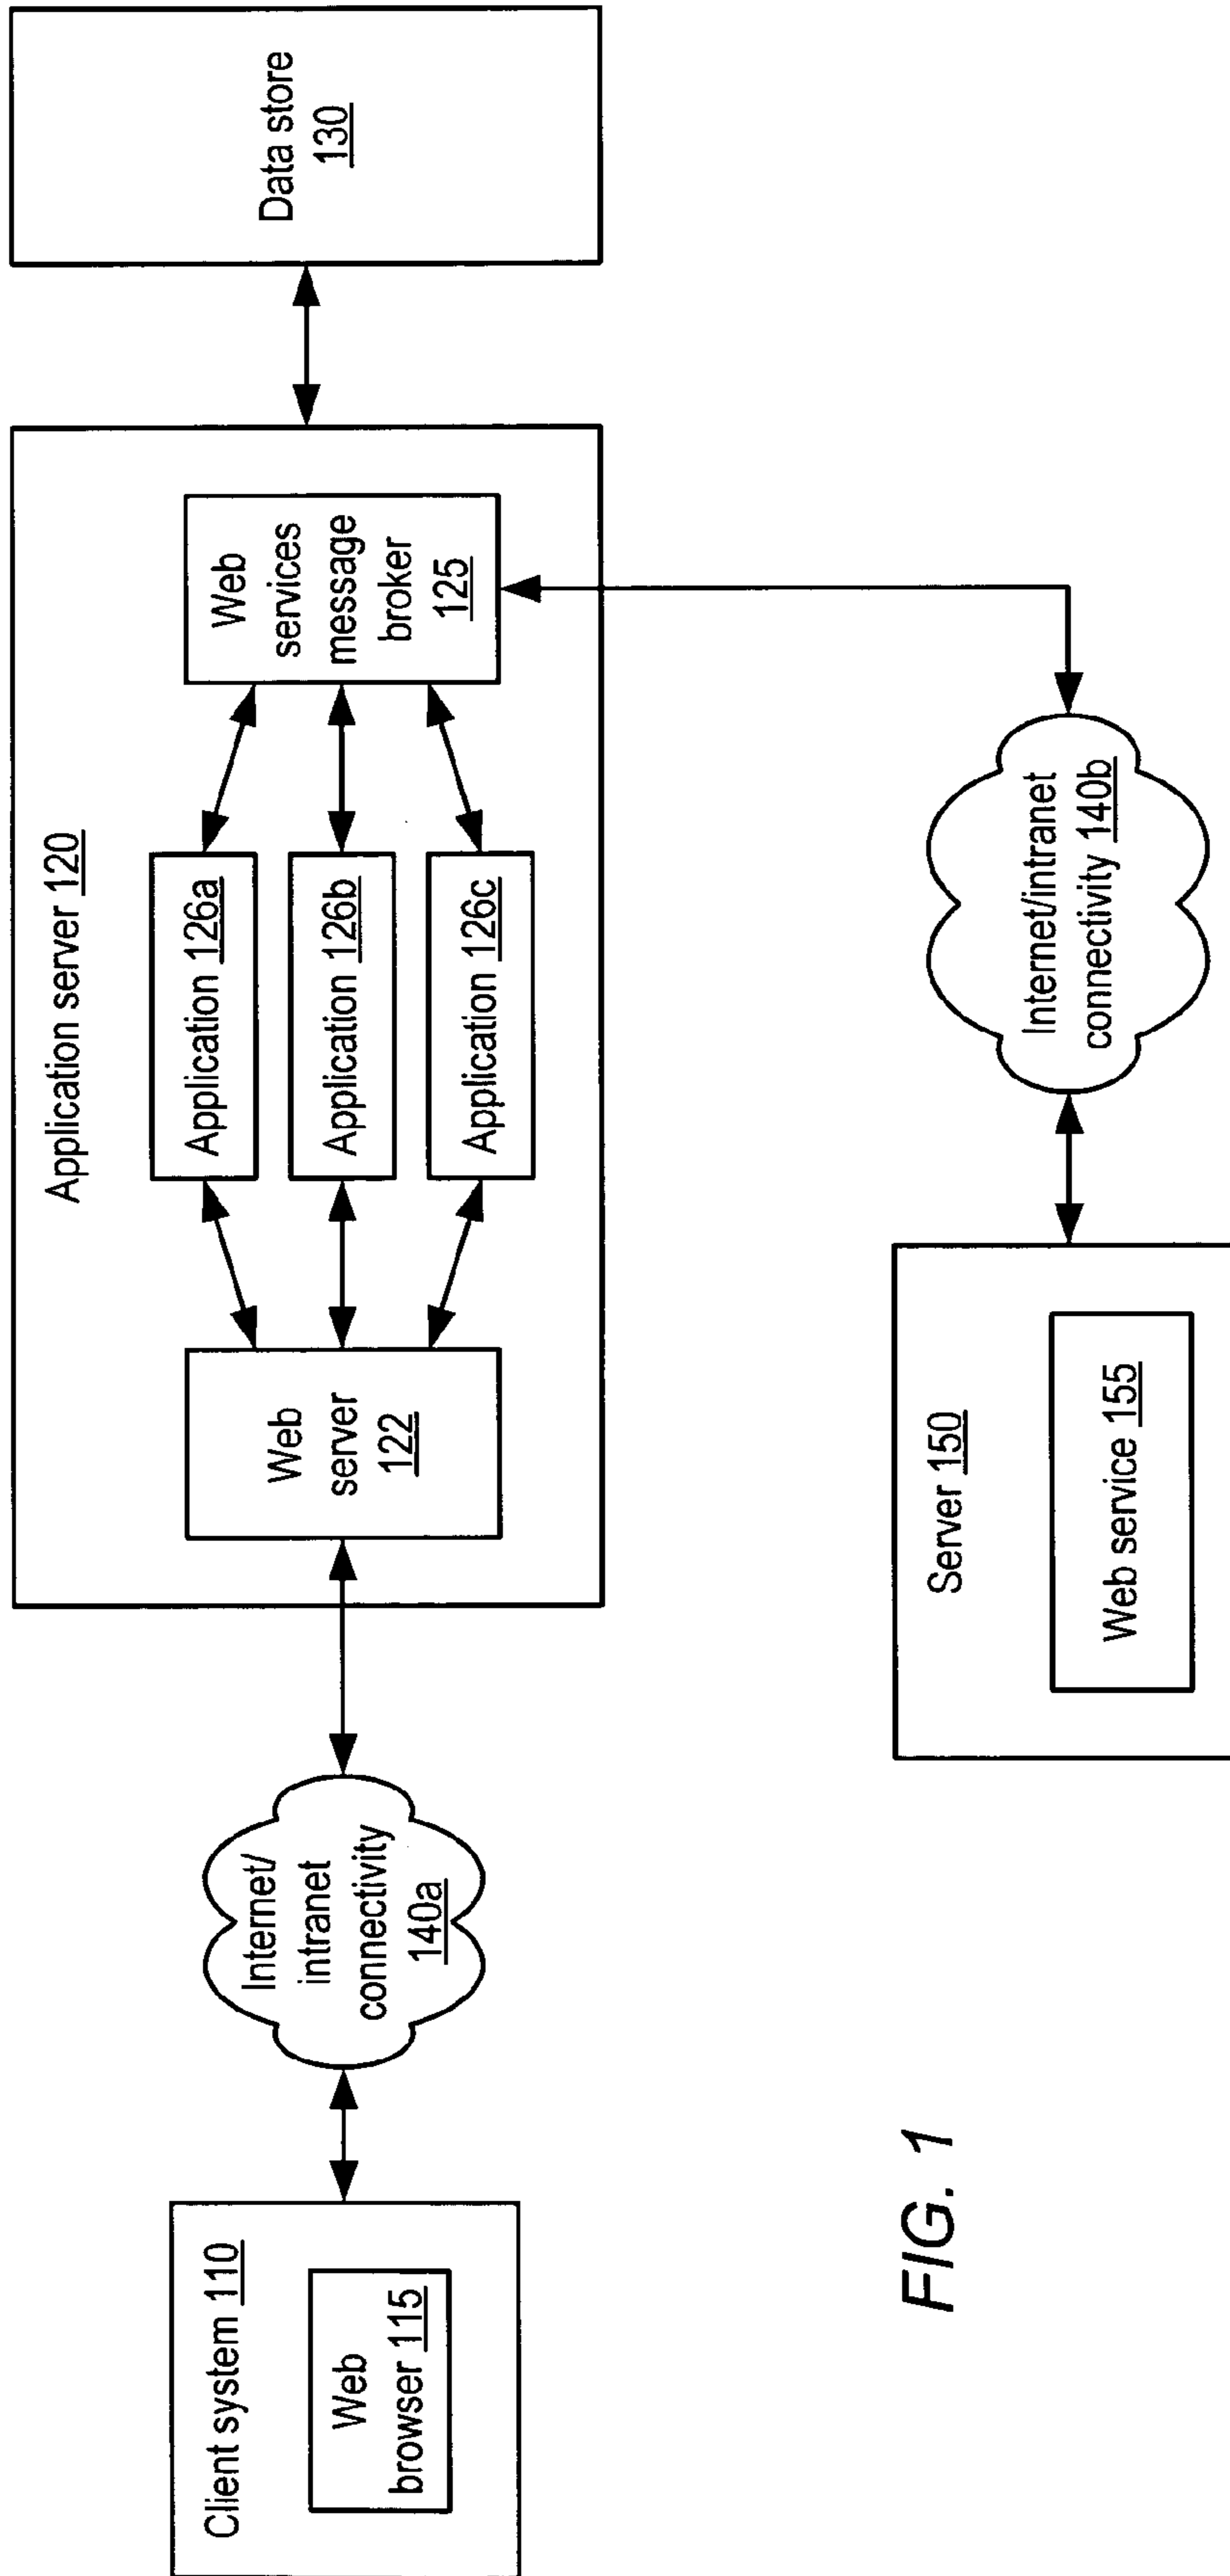 Client system 110
Web
browser 115
Internet/
intranet
connectivity
140a
Application server 120
Web
server
122
Application 126a
Application 126b
Application 126c
Web
services
message
broker
125
Data store
130
Server 150
Web service 155
Internet/intranet
connectivity 140b
FIG. 1